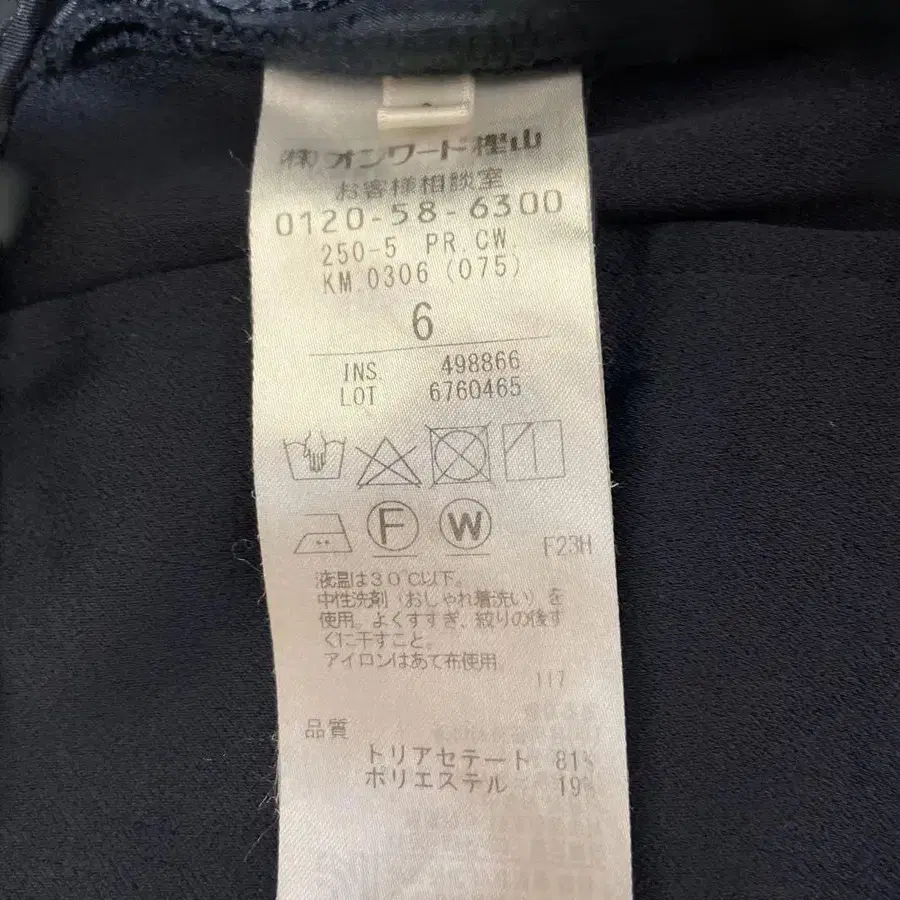 ㈱オンワード樫山
お客様相談室
0120-58-6300
250-5 PR.CW.
KM.0306 (075)
6
INS. 498866
LOT 6760465
F W
F23H
液温は30℃以下。
中性洗剤（おしゃれ着洗い）を
使用。よくすすぎ、絞りの後す
ぐに干すこと。
アイロンはあて布使用
117
品質
トリアセテート 81%
ポリエステル 19%